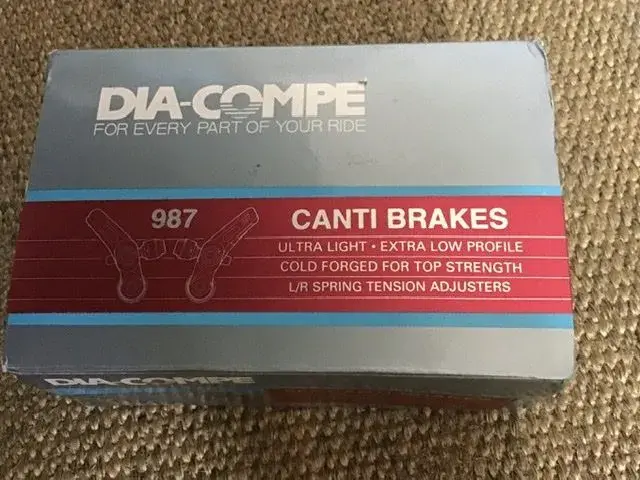 DIA-COMPE
FOR EVERY PART OF YOUR RIDE
987
CANTI BRAKES
ULTRA LIGHT • EXTRA LOW PROFILE
COLD FORGED FOR TOP STRENGTH
L/R SPRING TENSION ADJUSTERS
DIA-COMPE